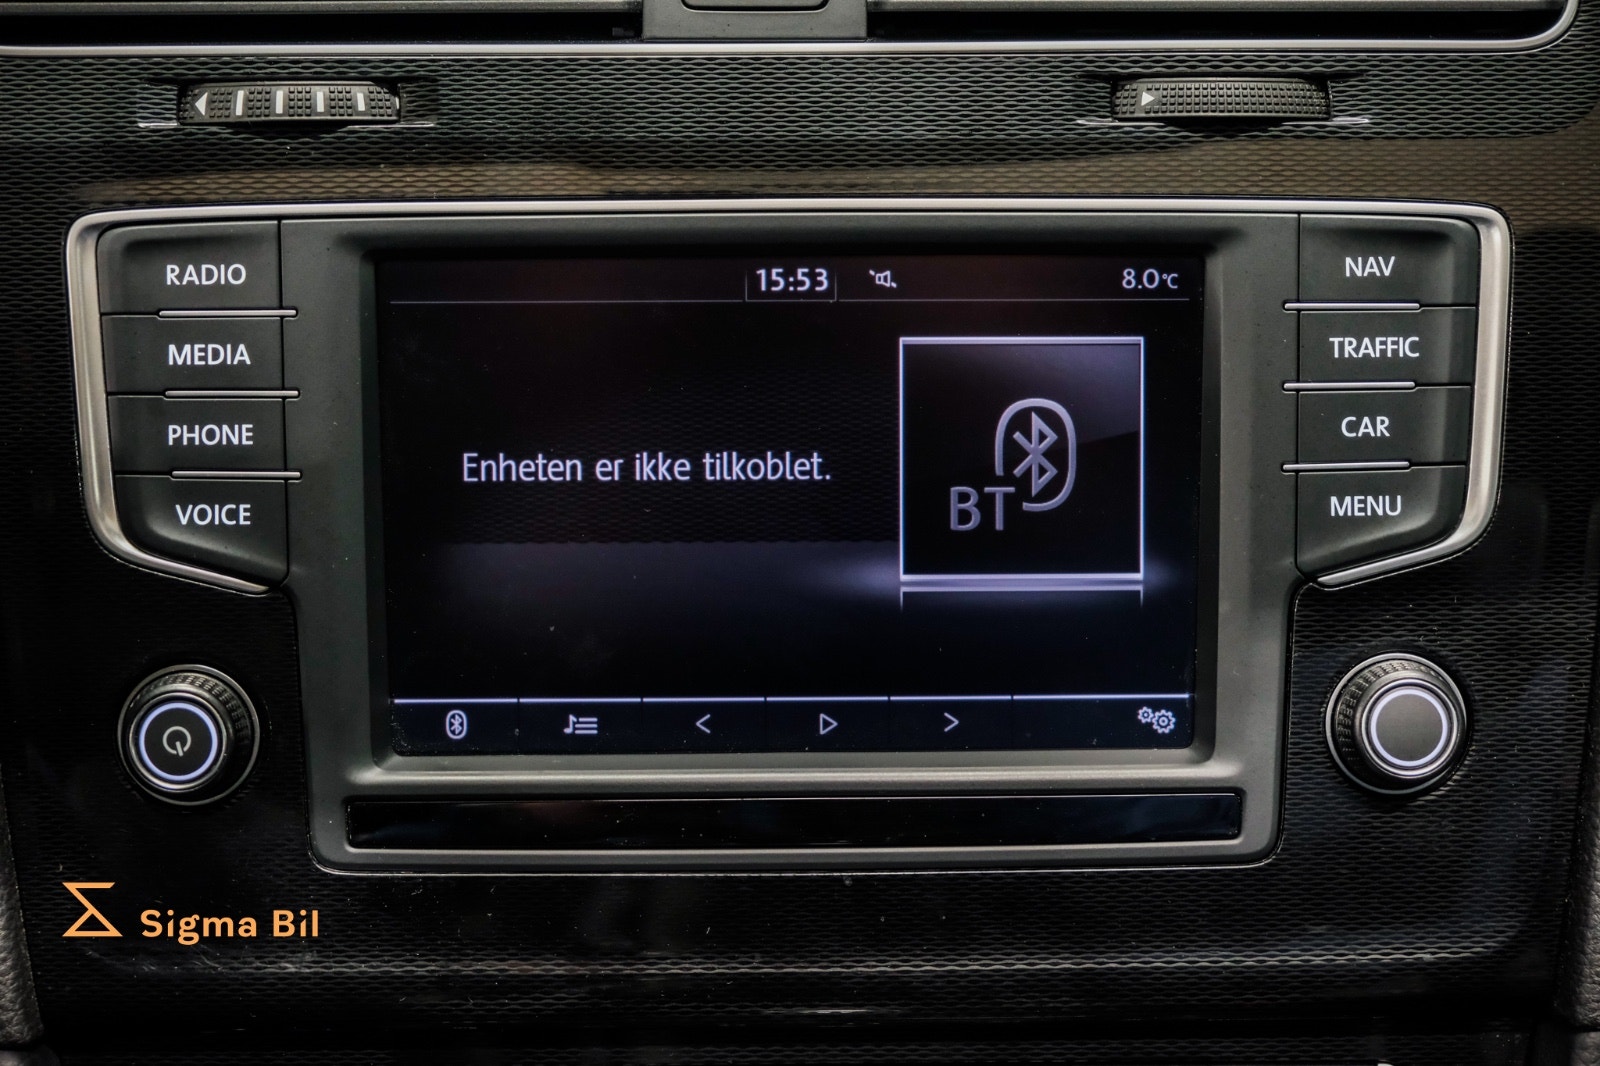 15:53
8.0°C
RADIO
MEDIA
PHONE
VOICE
Enheten er ikke tilkoblet.
BT
NAV
TRAFFIC
CAR
MENU
Sigma Bil